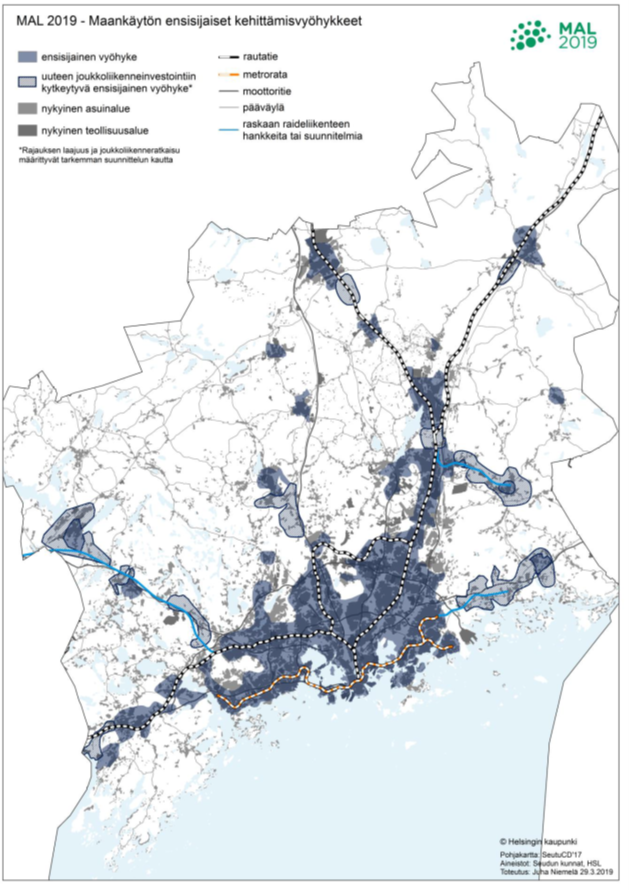 MAL 2019 - Maankäytön ensisijaiset kehittämisvyöhykkeet
MAL
2019
ensisijainen vyöhyke
uuteen joukkoliikenneinvestointiin
kytkeytyvä ensisijainen vyöhyke*
nykyinen asuinalue
nykyinen teollisuusalue
*Rajauksen laajuus ja joukkoliikenneratkaisu
määrittyvät tarkemman suunnittelun kautta
rautatie
metrorata
moottoritie
pääväylä
raskaan raideliikenteen
hankkeita tai suunnitelmia
© Helsingin kaupunki
Pohjakartta: SeutuCD'17
Aineistot: Seudun kunnat, HSL
Toteutus: Juha Niemelä 29.3.2019